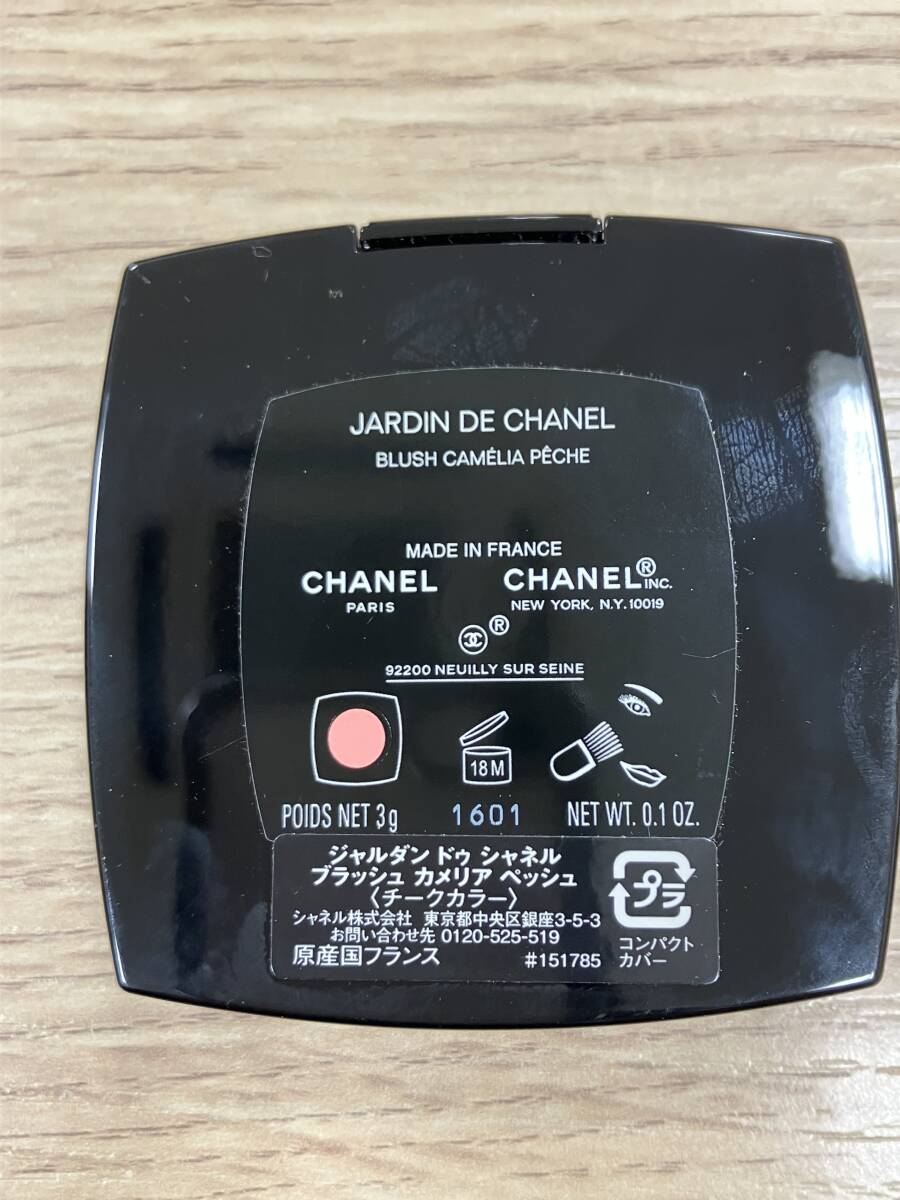 JARDIN DE CHANEL
BLUSH CAMÉLIA PÊCHE
MADE IN FRANCE
CHANEL CHANEL® INC.
PARIS NEW YORK, N.Y. 10019
®
92200 NEUILLY SUR SEINE
18 M
POIDS NET 3g 1601 NET WT. 0.1 OZ.
ジャルダン ドゥ シャネル
ブラッシュ カメリア ペッシュ
〈チークカラー〉
シャネル株式会社 東京都中央区銀座3-5-3
お問い合わせ先 0120-525-519
原産国フランス #151785
プラ
コンパクト
カバー